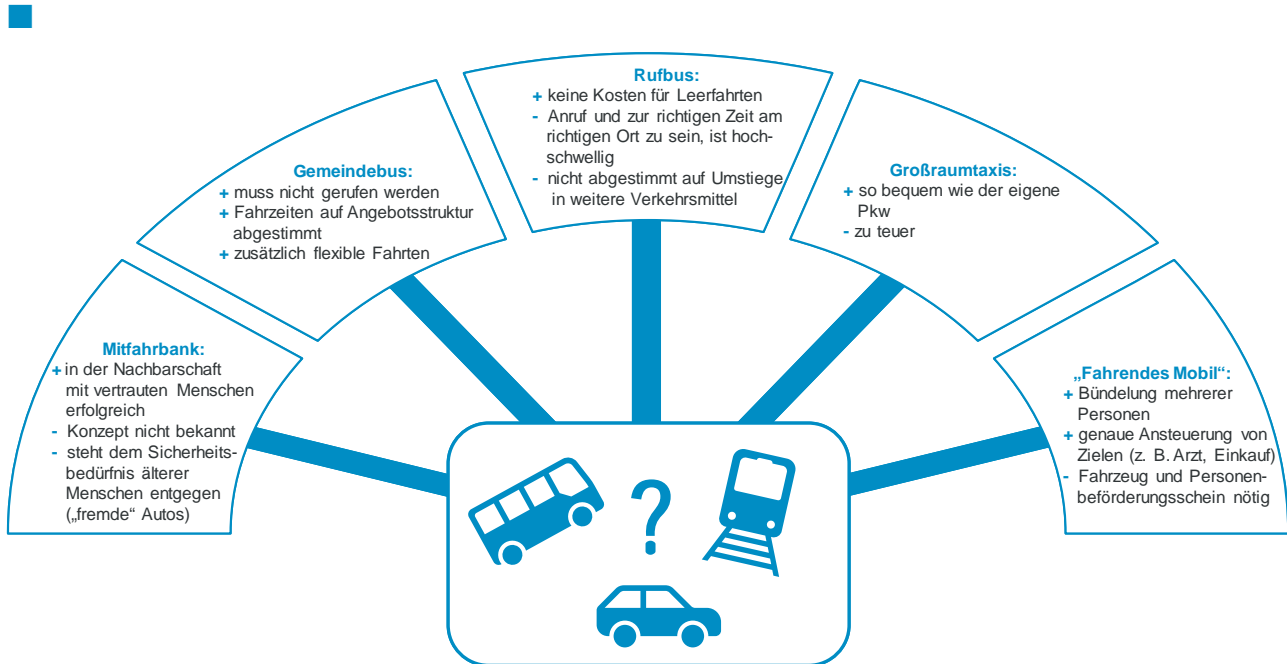 Rufbus:
+ keine Kosten für Leerfahrten
- Anruf und zur richtigen Zeit am
richtigen Ort zu sein, ist hoch-
schwellig
- nicht abgestimmt auf Umstiege
in weitere Verkehrsmittel
Gemeindebus:
+ muss nicht gerufen werden
+ Fahrzeiten auf Angebotsstruktur
abgestimmt
+ zusätzlich flexible Fahrten
Großraumtaxis:
+ so bequem wie der eigene
Pkw
- zu teuer
Mitfahrbank:
+ in der Nachbarschaft
mit vertrauten Menschen
erfolgreich
- Konzept nicht bekannt
- steht dem Sicherheits-
bedürfnis älterer
Menschen entgegen
(„fremde“ Autos)
„Fahrendes Mobil“:
+ Bündelung mehrerer
Personen
+ genaue Ansteuerung von
Zielen (z. B. Arzt, Einkauf)
- Fahrzeug und Personen-
beförderungsschein nötig
?